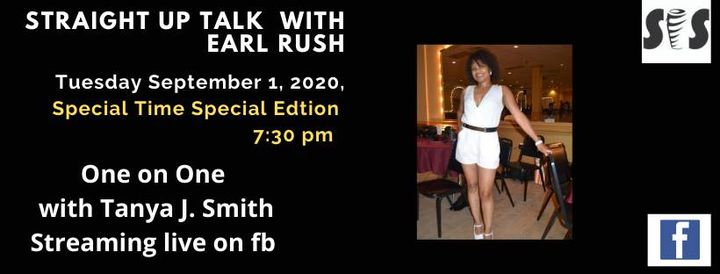 STRAIGHT UP TALK WITH
EARL RUSH
Tuesday September 1, 2020,
Special Time Special Edtion
7:30 pm
One on One
with Tanya J. Smith
Streaming live on fb
SIS
f